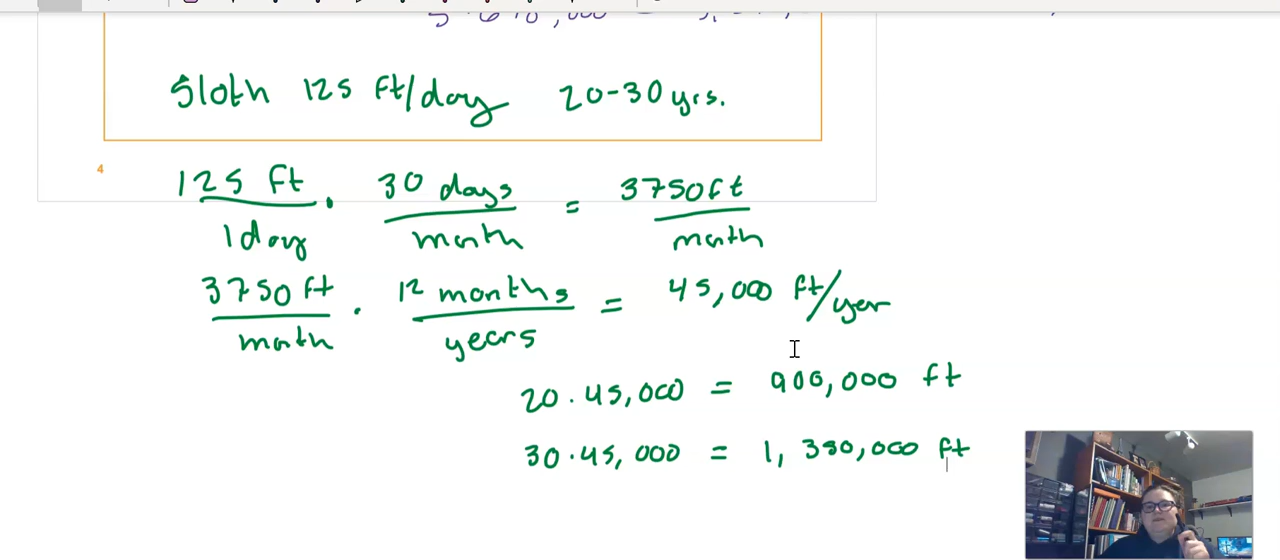 Sloth 125 ft/day 20-30 yrs.
4
125 ft / 1 day . 30 days / month = 3750 ft / month
3750 ft / month . 12 months / years = 45,000 ft/year
20 . 45,000 = 900,000 ft
30 . 45,000 = 1,350,000 ft